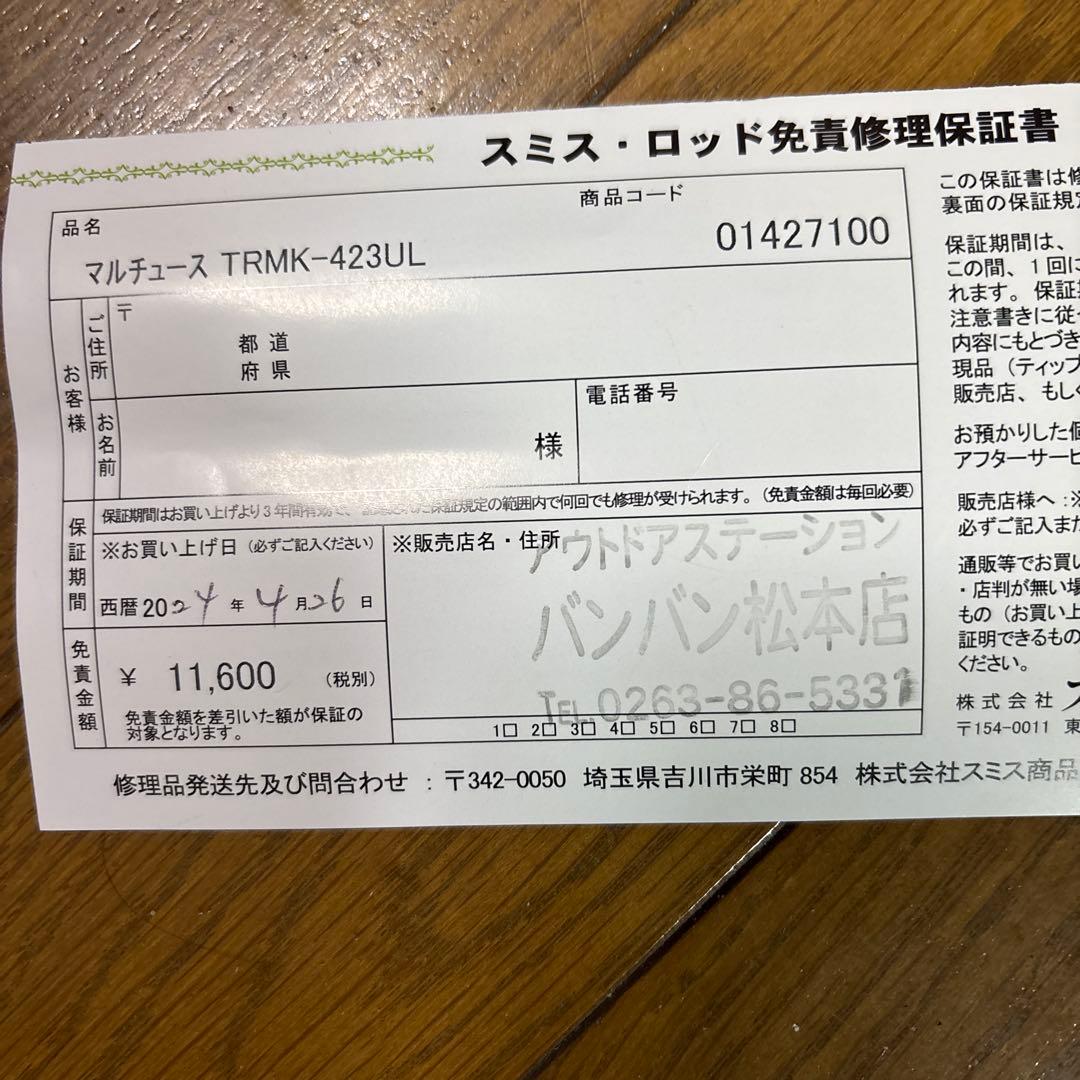 スミス・ロッド免責修理保証書
品名
商品コード
マルチュース TRMK-423UL
01427100
お客様
ご住所
〒
都道
府県
お名前
様
電話番号
保証期間はお買い上げより3年間有効で、記載された保証規定の範囲内で何回でも修理が受けられます。(免責金額は毎回必要)
保証期間
※お買い上げ日(必ずご記入ください)
西暦2024年4月26日
※販売店名・住所
アウトドアステーション
バンバン松本店
TEL.0263-86-5331
免責金額
¥ 11,600 (税別)
免責金額を差引いた額が保証の
対象となります。
1□ 2□ 3□ 4□ 5□ 6□ 7□ 8□
修理品発送先及び問合わせ : 〒342-0050 埼玉県吉川市栄町854 株式会社スミス商品
この保証書は修
裏面の保証規定
保証期間は、
この間、1回に
れます。保証期
注意書きに従っ
内容にもとづき
現品(ティップ
販売店、もしく
お預かりした個
アフターサービ
販売店様へ:※
必ずご記入また
通販等でお買い
・店判が無い場
もの(お買い上
証明できるもの
ください。
株式会社ス
〒154-0011 東